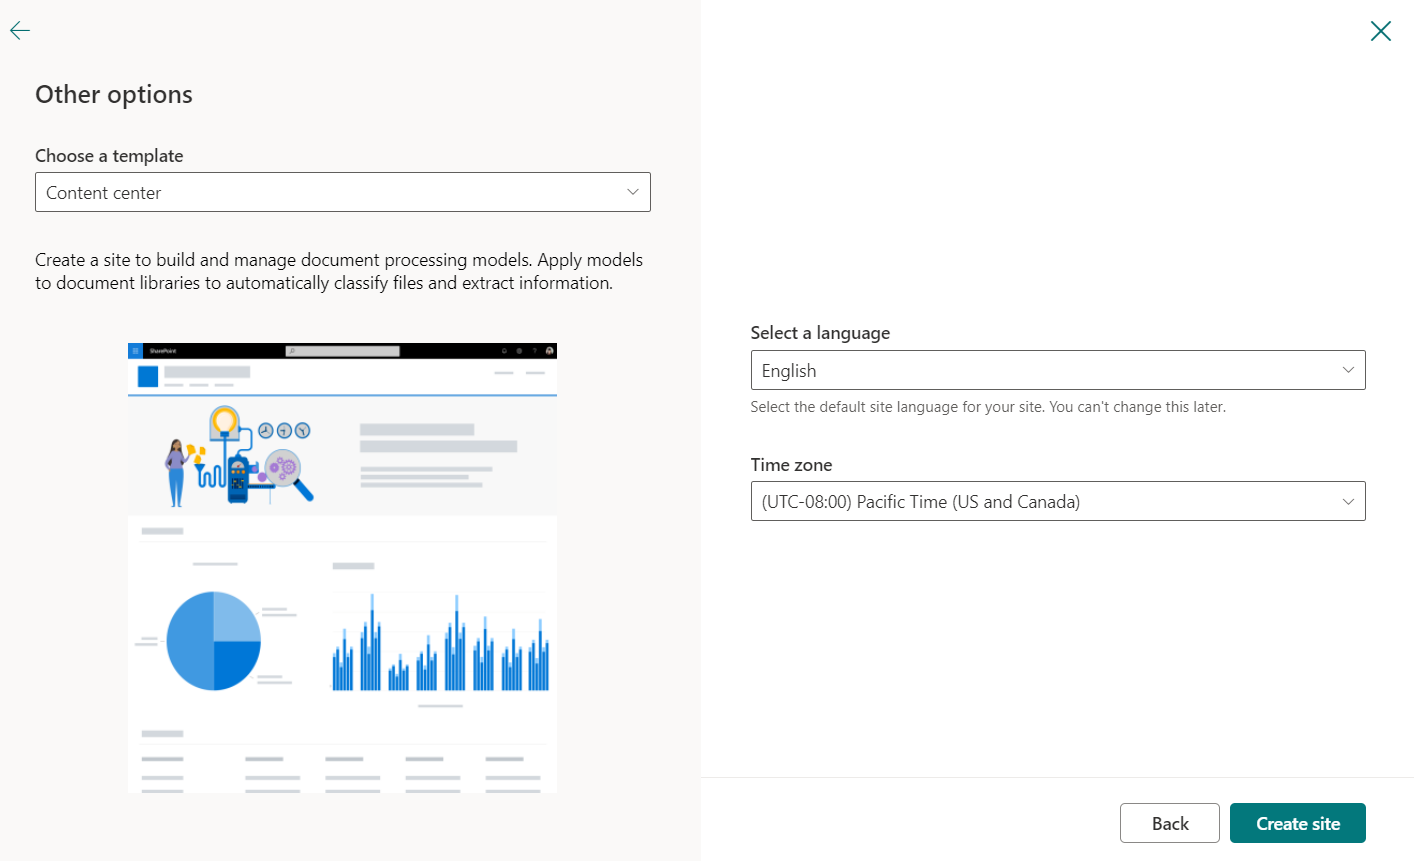 Other options
Choose a template
Content center
Create a site to build and manage document processing models. Apply models
to document libraries to automatically classify files and extract information.
SharePoint
Select a language
English
Select the default site language for your site. You can't change this later.
Time zone
(UTC-08:00) Pacific Time (US and Canada)
Back
Create site